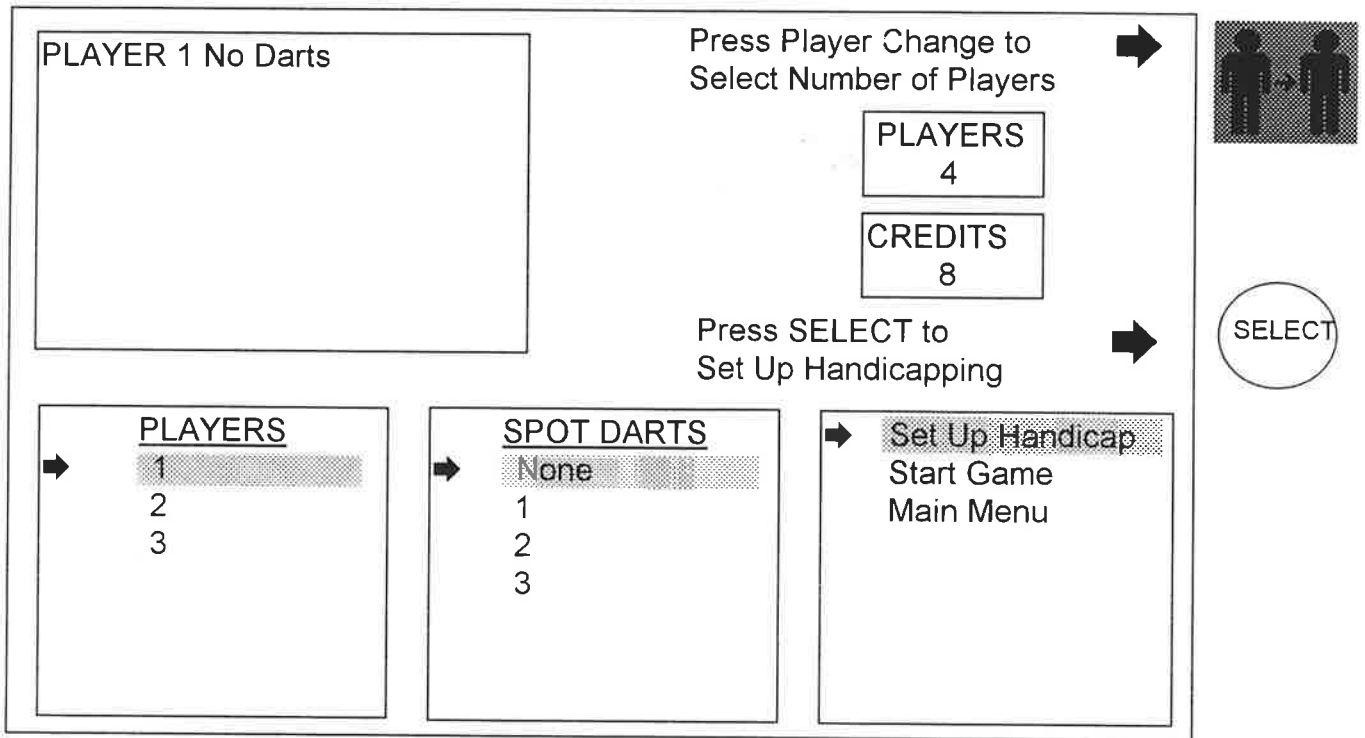 PLAYER 1 No Darts
Press Player Change to
Select Number of Players
PLAYERS
4
CREDITS
8
Press SELECT to
Set Up Handicapping
SELECT
PLAYERS
1
2
3
SPOT DARTS
None
1
2
3
Set Up Handicap
Start Game
Main Menu